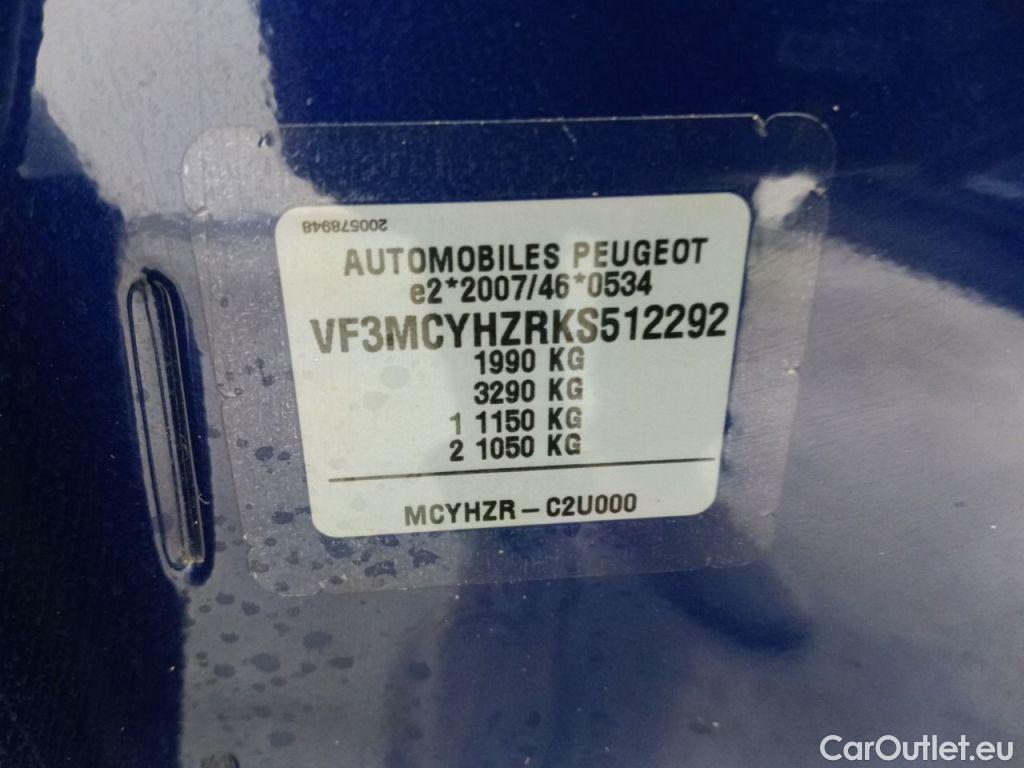 200578948
AUTOMOBILES PEUGEOT
e2*2007/46*0534
VF3MCYHZRKS512292
1990 KG
3290 KG
1 1150 KG
2 1050 KG
MCYHZR – C2U000
CarOutlet.eu